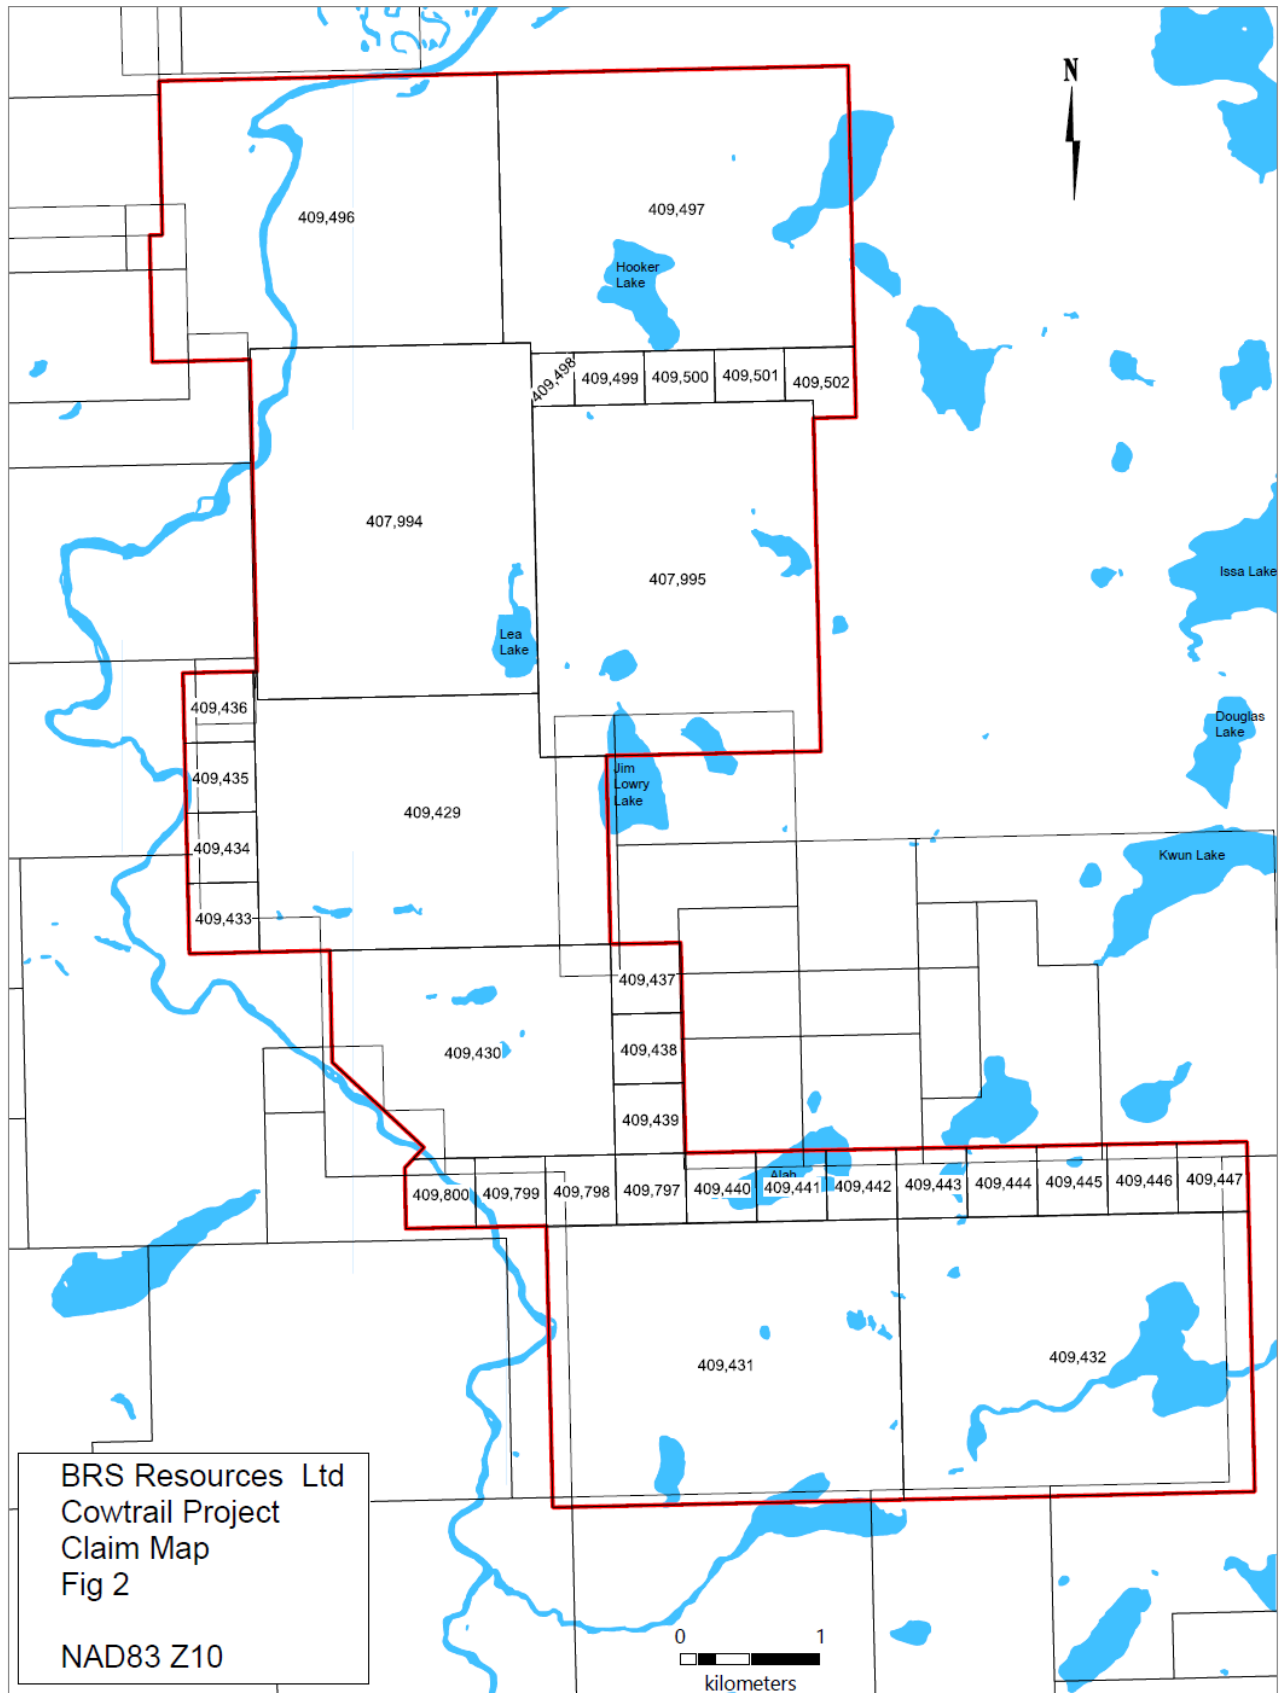 N
409,496
409,497
Hooker
Lake
409,498
409,499
409,500
409,501
409,502
407,994
407,995
Issa Lake
Lea
Lake
409,436
Douglas
Lake
409,435
Jim
Lowry
Lake
409,429
409,434
Kwun Lake
409,433
409,437
409,430
409,438
409,439
Alah
409,800
409,799
409,798
409,797
409,440
409,441
409,442
409,443
409,444
409,445
409,446
409,447
409,431
409,432
BRS Resources Ltd
Cowtrail Project
Claim Map
Fig 2
NAD83 Z10
0 1
kilometers